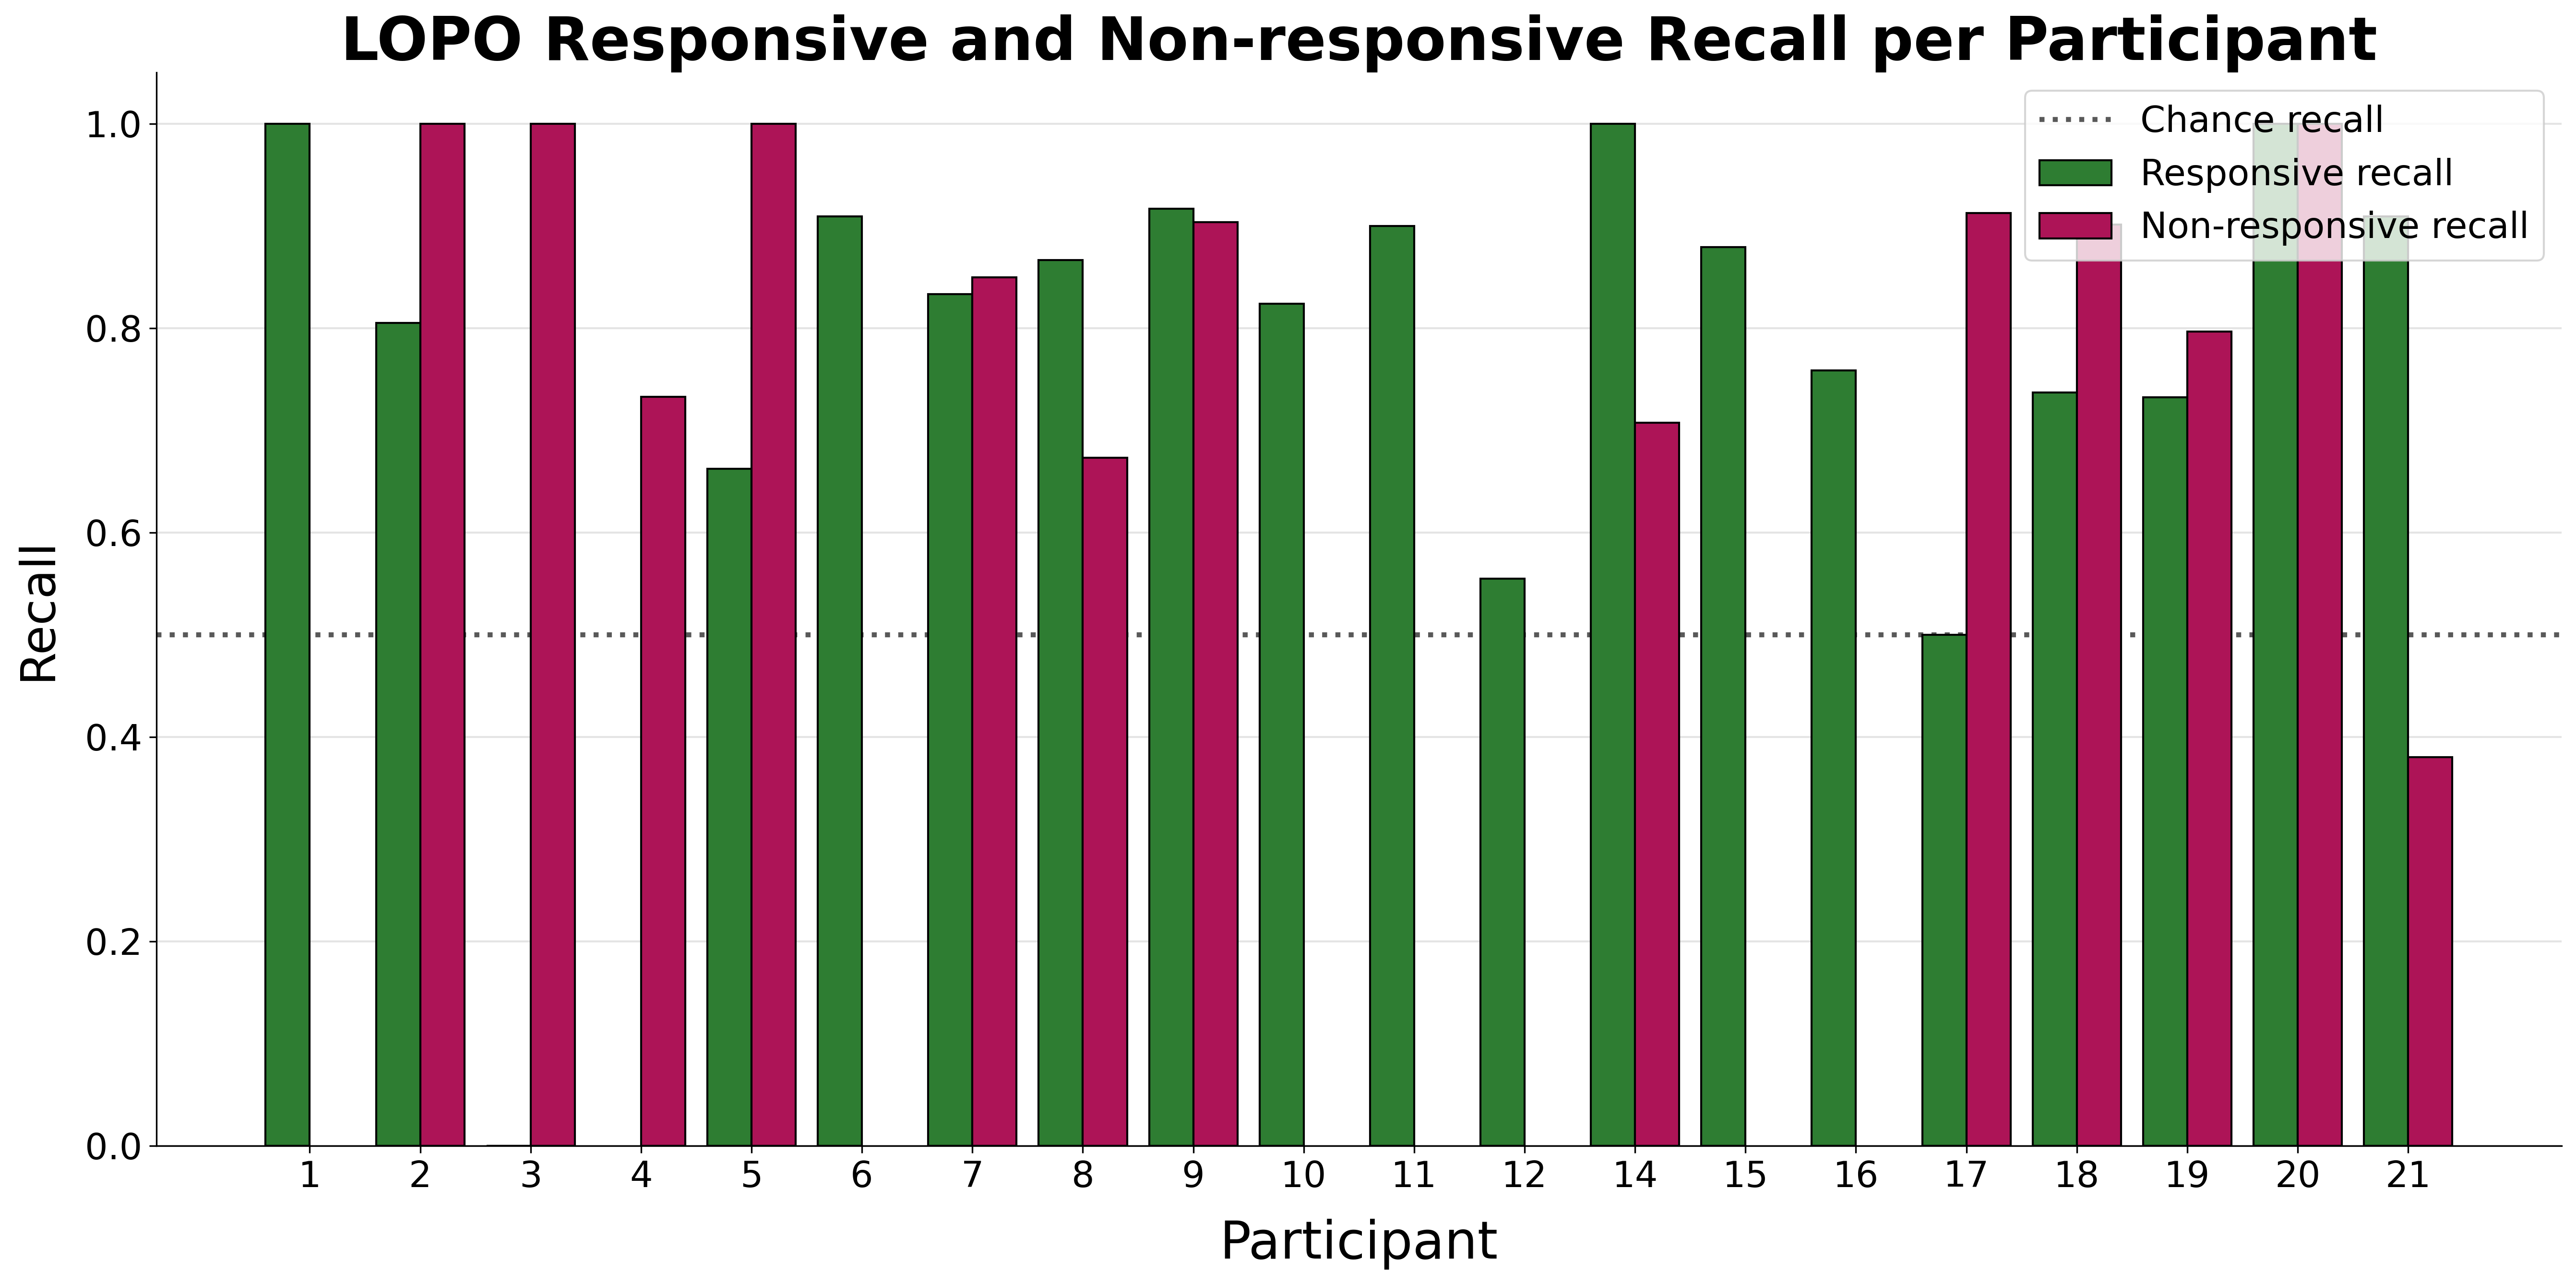 LOPO Responsive and Non-responsive Recall per Participant
Chance recall
Responsive recall
Non-responsive recall
1.0
0.8
0.6
0.4
0.2
0.0
Recall
1 2 3 4 5 6 7 8 9 10 11 12 14 15 16 17 18 19 20 21
Participant